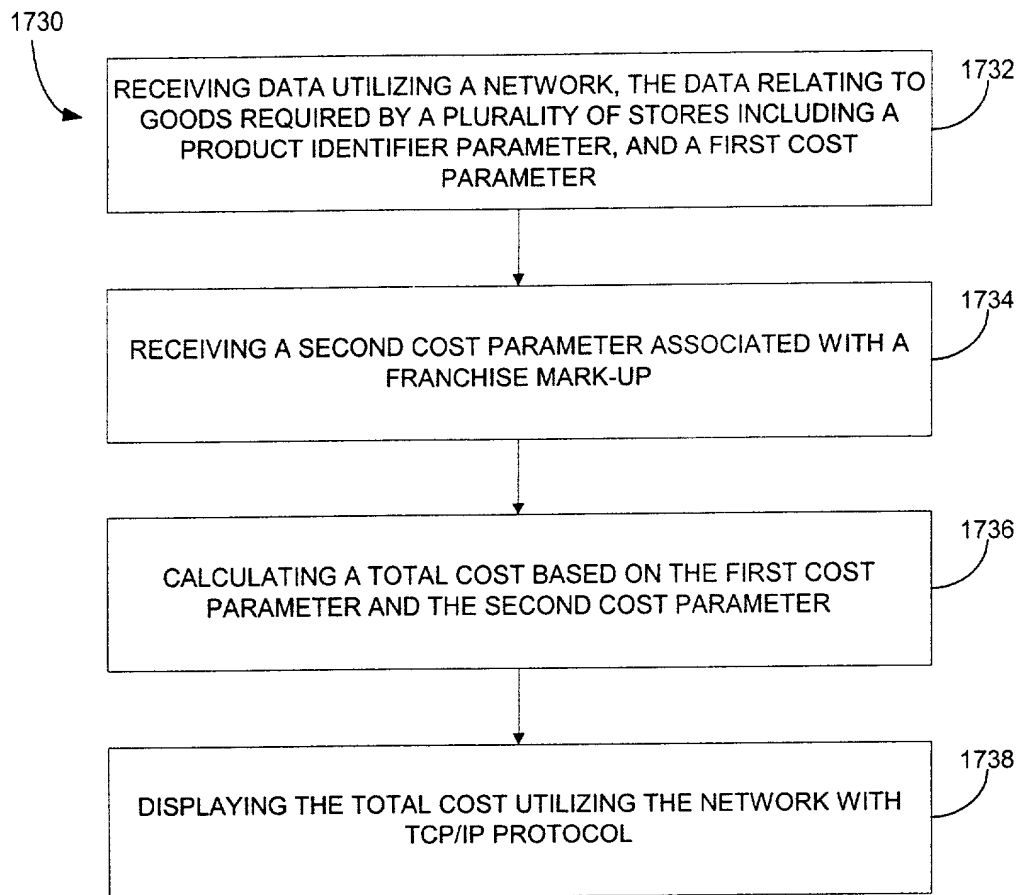 1730
RECEIVING DATA UTILIZING A NETWORK, THE DATA RELATING TO
GOODS REQUIRED BY A PLURALITY OF STORES INCLUDING A
PRODUCT IDENTIFIER PARAMETER, AND A FIRST COST
PARAMETER
1732
RECEIVING A SECOND COST PARAMETER ASSOCIATED WITH A
FRANCHISE MARK-UP
1734
CALCULATING A TOTAL COST BASED ON THE FIRST COST
PARAMETER AND THE SECOND COST PARAMETER
1736
DISPLAYING THE TOTAL COST UTILIZING THE NETWORK WITH
TCP/IP PROTOCOL
1738